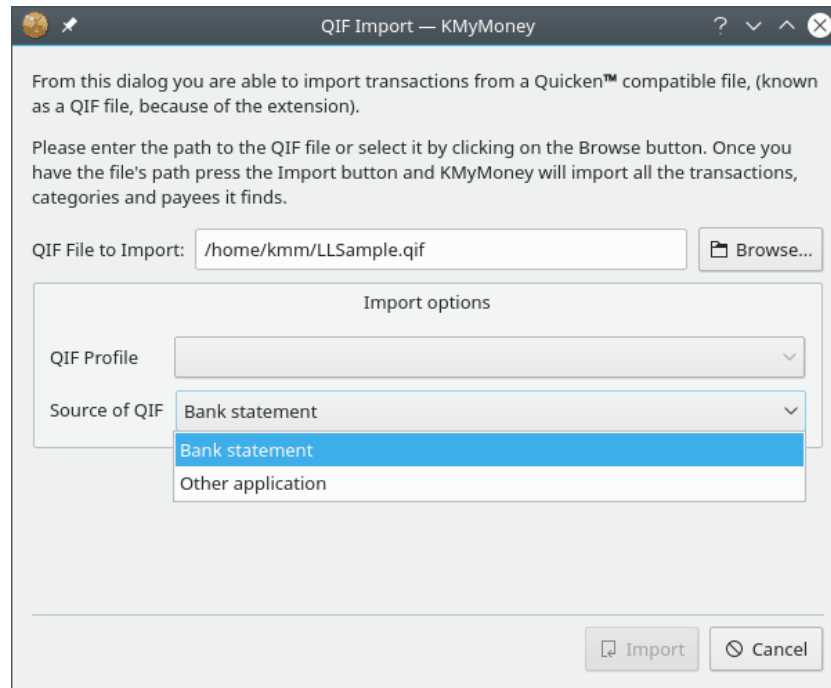 QIF Import — KMyMoney
From this dialog you are able to import transactions from a Quicken™ compatible file, (known
as a QIF file, because of the extension).
Please enter the path to the QIF file or select it by clicking on the Browse button. Once you
have the file's path press the Import button and KMyMoney will import all the transactions,
categories and payees it finds.
QIF File to Import: /home/kmm/LLSample.qif Browse...
Import options
QIF Profile
Source of QIF Bank statement
Bank statement
Other application
Import Cancel